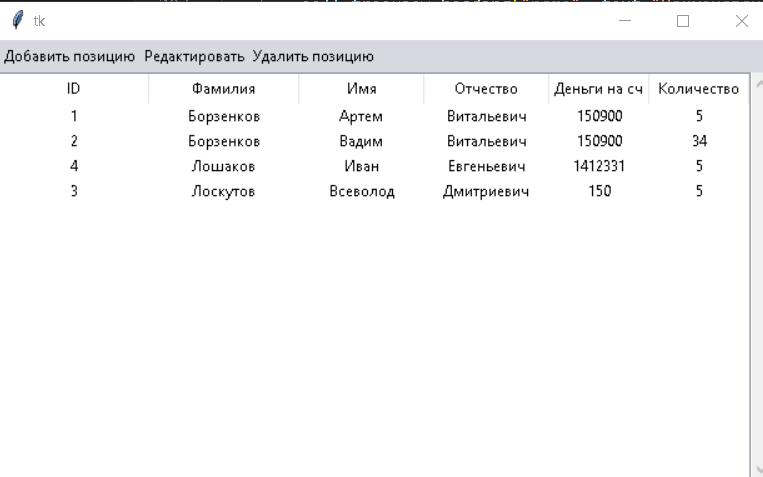 tk
Добавить позицию Редактировать Удалить позицию
ID Фамилия Имя Отчество Деньги на сч Количество
1 Борзенков Артем Витальевич 150900 5
2 Борзенков Вадим Витальевич 150900 34
4 Лошаков Иван Евгеньевич 1412331 5
3 Лоскутов Всеволод Дмитриевич 150 5